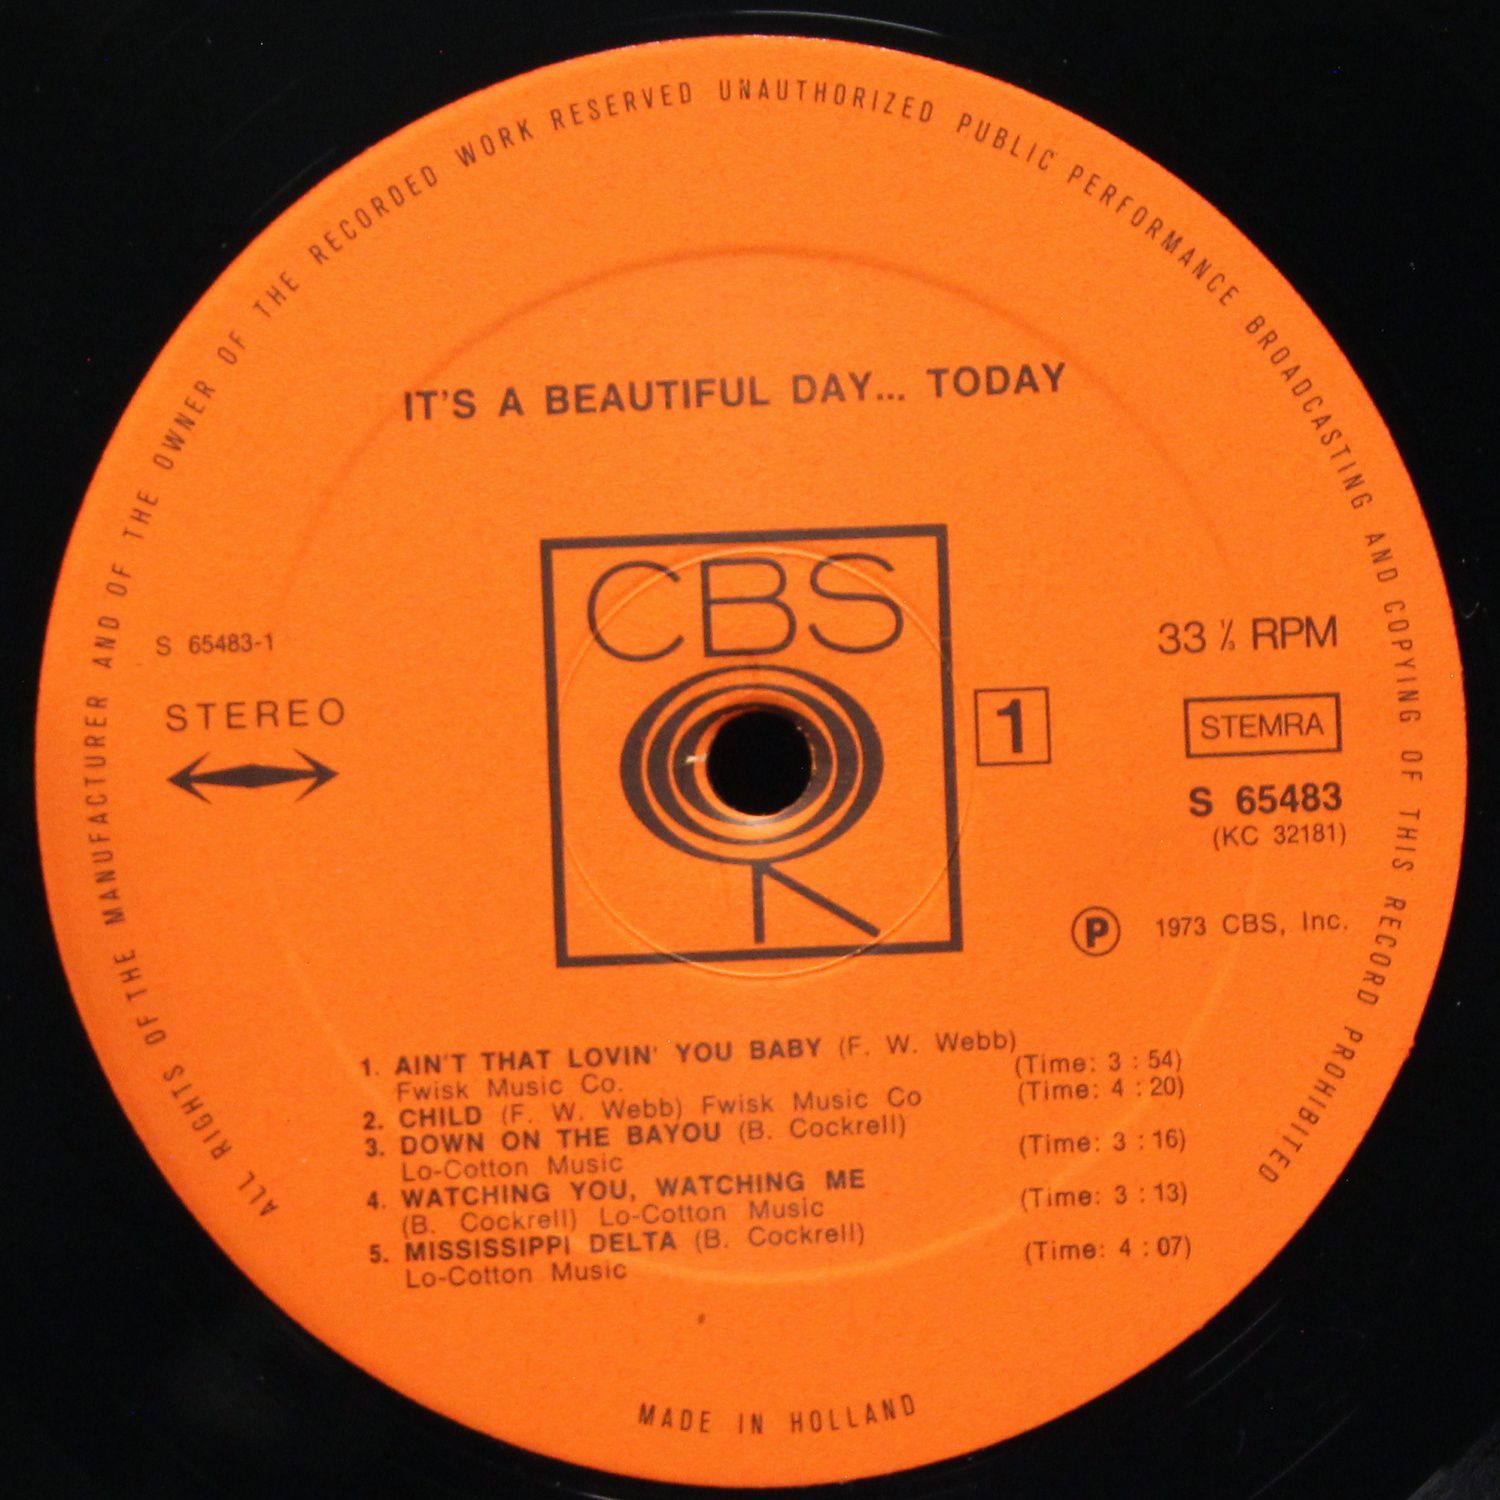 ALL RIGHTS OF THE MANUFACTURER AND OF THE OWNER OF THE RECORDED WORK RESERVED UNAUTHORIZED PUBLIC PERFORMANCE BROADCASTING AND COPYING OF THIS RECORD PROHIBITED
IT'S A BEAUTIFUL DAY... TODAY
CBS
S 65483-1
STEREO
1
33 ⅓ RPM
STEMRA
S 65483
(KC 32181)
P 1973 CBS, Inc.
1. AIN'T THAT LOVIN' YOU BABY (F. W. Webb)
Fwisk Music Co. (Time: 3 : 54)
2. CHILD (F. W. Webb) Fwisk Music Co (Time: 4 : 20)
3. DOWN ON THE BAYOU (B. Cockrell)
Lo-Cotton Music (Time: 3 : 16)
4. WATCHING YOU, WATCHING ME
(B. Cockrell) Lo-Cotton Music (Time: 3 : 13)
5. MISSISSIPPI DELTA (B. Cockrell)
Lo-Cotton Music (Time: 4 : 07)
MADE IN HOLLAND